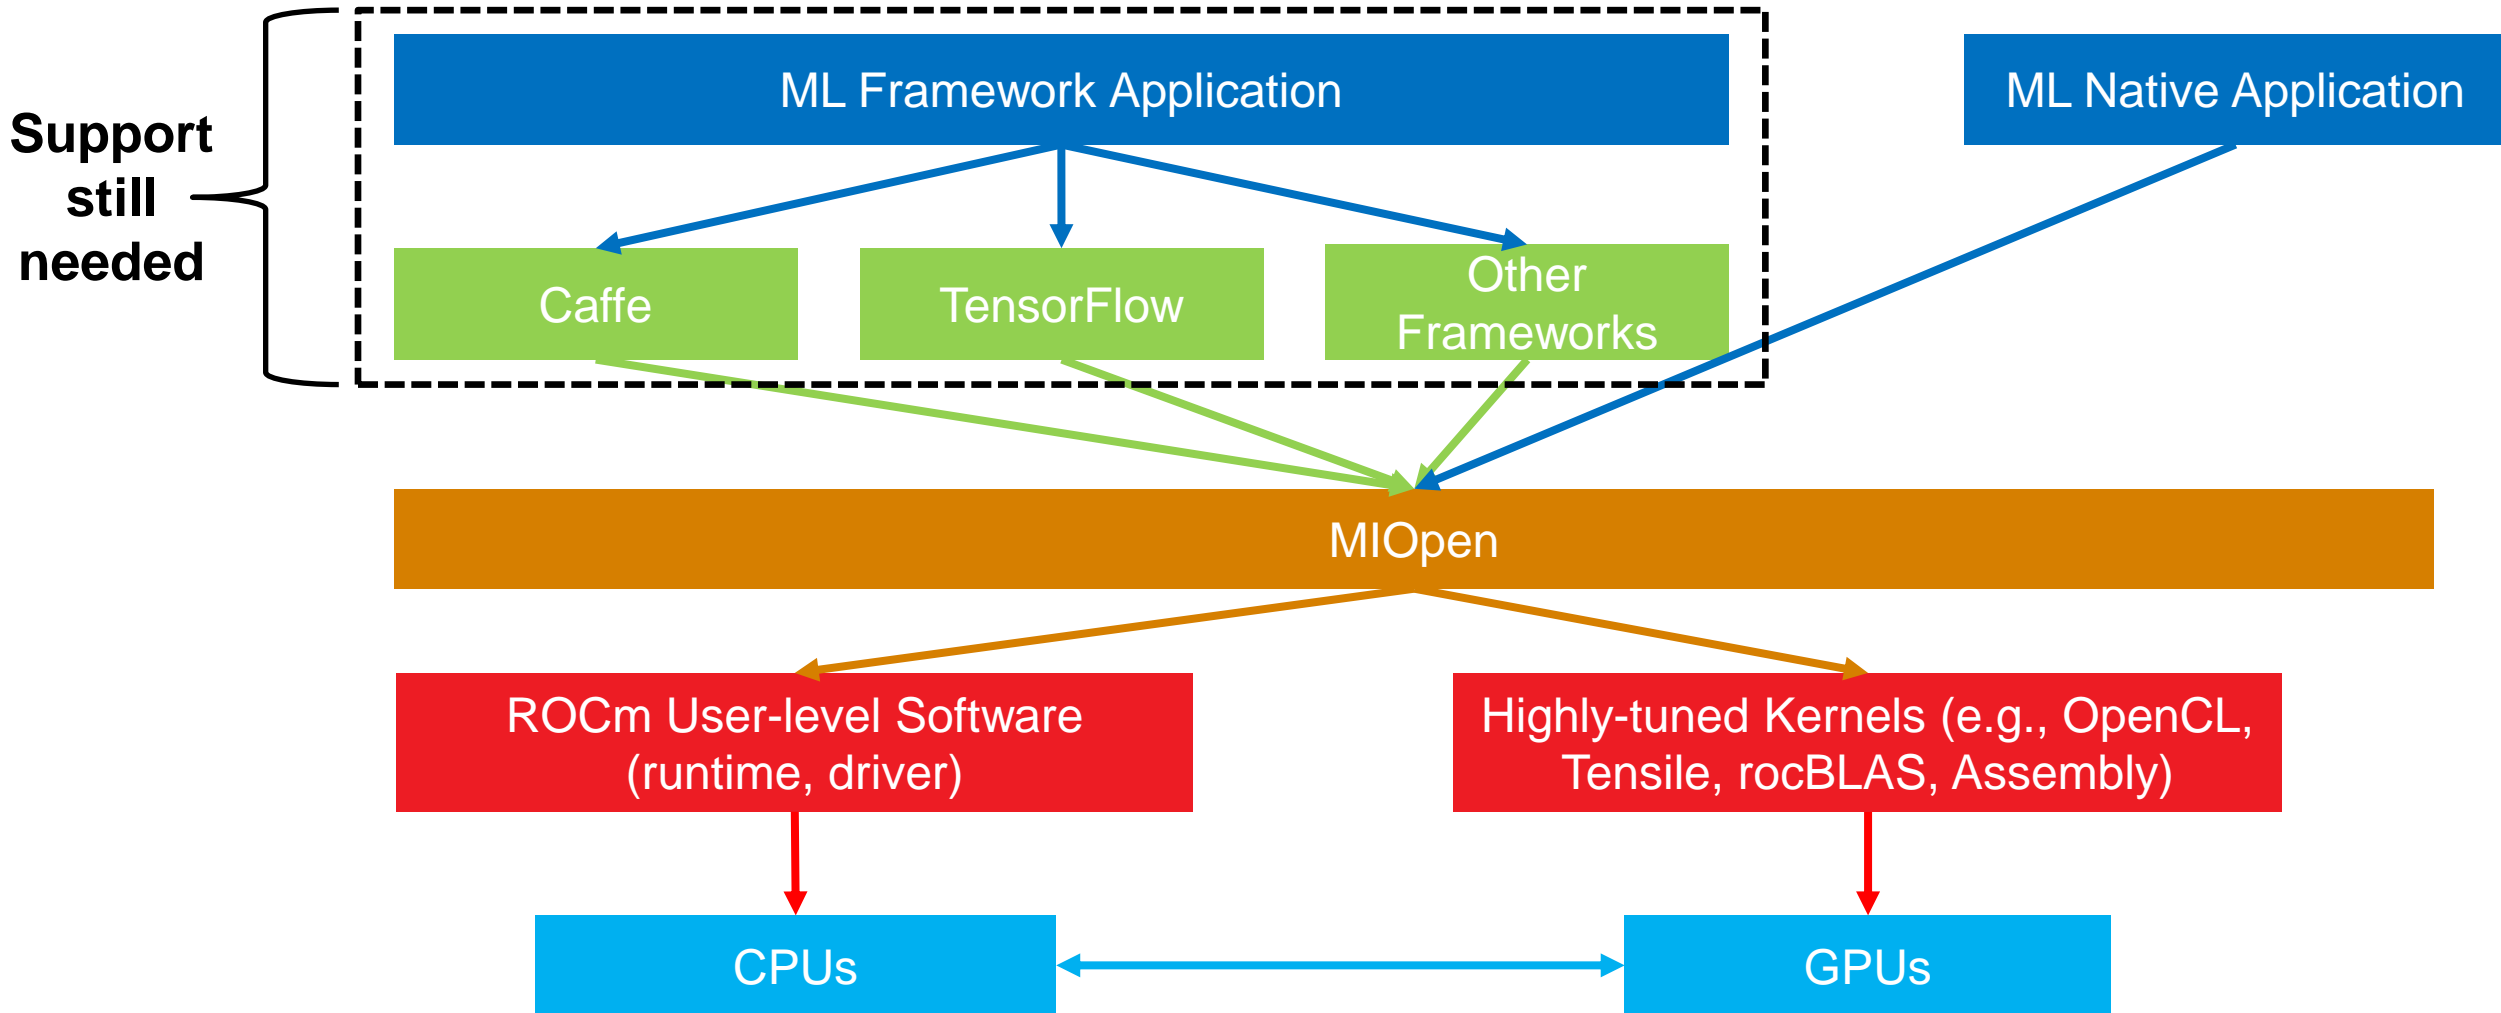 ML Framework Application
ML Native Application
Support
still
needed
Caffe
TensorFlow
Other
Frameworks
MIOpen
ROCm User-level Software
(runtime, driver)
Highly-tuned Kernels (e.g., OpenCL,
Tensile, rocBLAS, Assembly)
CPUs
GPUs